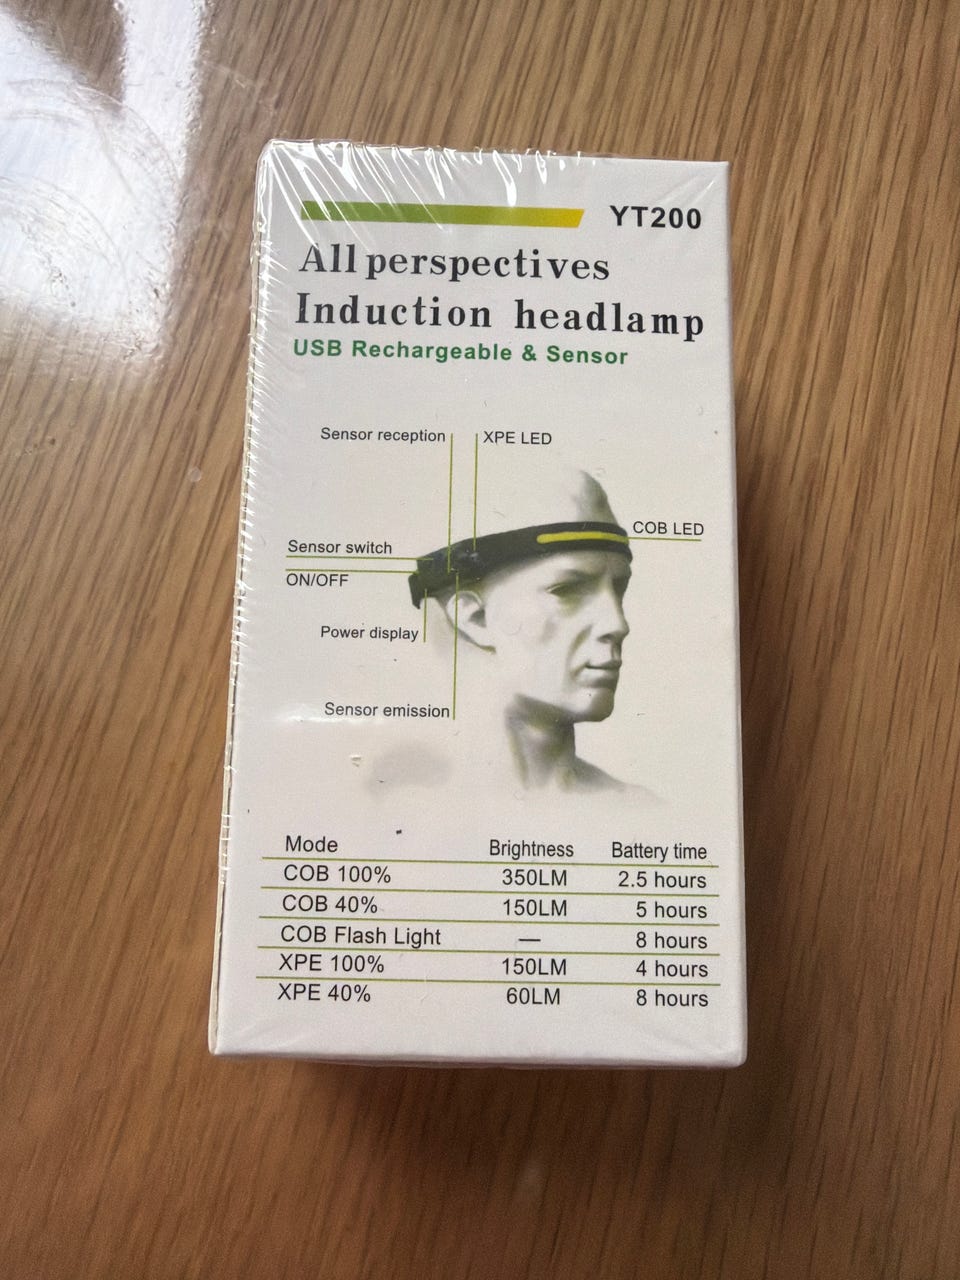 YT200
All perspectives
Induction headlamp
USB Rechargeable & Sensor
Sensor reception XPE LED
COB LED
Sensor switch
ON/OFF
Power display
Sensor emission
Mode Brightness Battery time
COB 100% 350LM 2.5 hours
COB 40% 150LM 5 hours
COB Flash Light — 8 hours
XPE 100% 150LM 4 hours
XPE 40% 60LM 8 hours